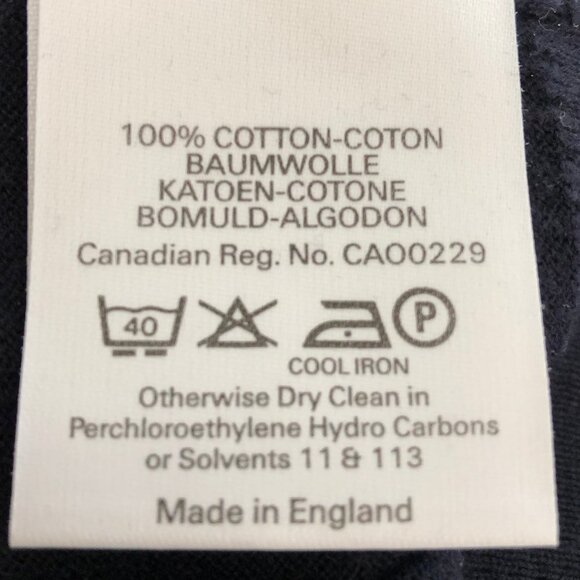 100% COTTON-COTON
BAUMWOLLE
KATOEN-COTONE
BOMULD-ALGODON
Canadian Reg. No. CAO0229
40
P
COOL IRON
Otherwise Dry Clean in
Perchloroethylene Hydro Carbons
or Solvents 11 & 113
Made in England